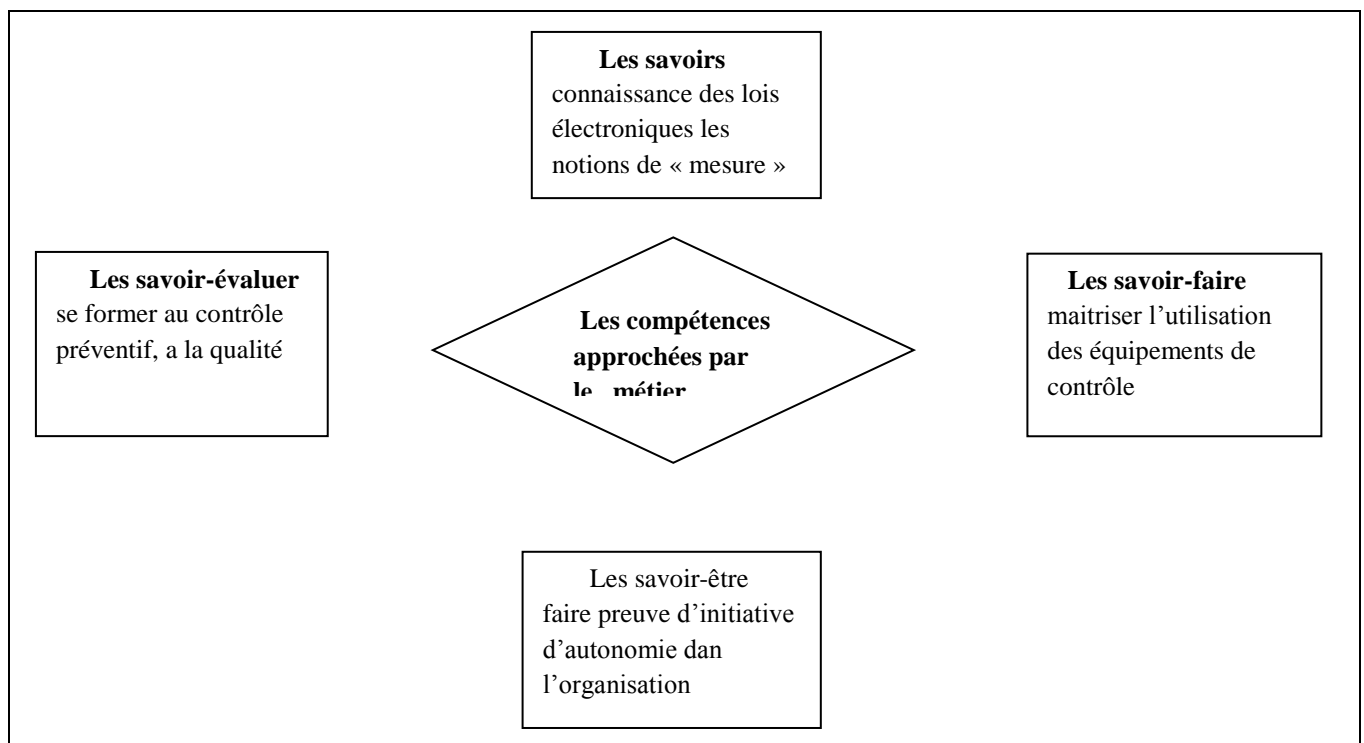 Les savoirs
connaissance des lois
électroniques les
notions de « mesure »
Les savoir-évaluer
se former au contrôle
préventif, a la qualité
Les compétences
approchées par
le métier
Les savoir-faire
maitriser l’utilisation
des équipements de
contrôle
Les savoir-être
faire preuve d’initiative
d’autonomie dan
l’organisation